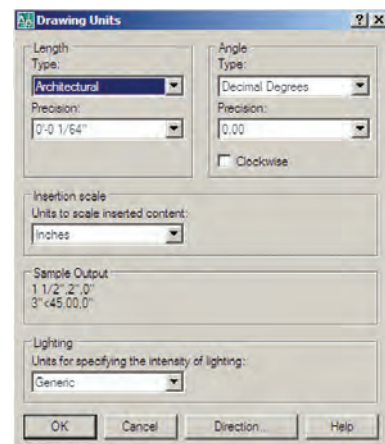 Drawing Units
Length
Type:
Architectural
Precision:
0'-0 1/64"
Angle
Type:
Decimal Degrees
Precision:
0.00
Clockwise
Insertion scale
Units to scale inserted content:
Inches
Sample Output
1 1/2",2",0"
3"<45.00,0"
Lighting
Units for specifying the intensity of lighting:
Generic
OK Cancel Direction... Help